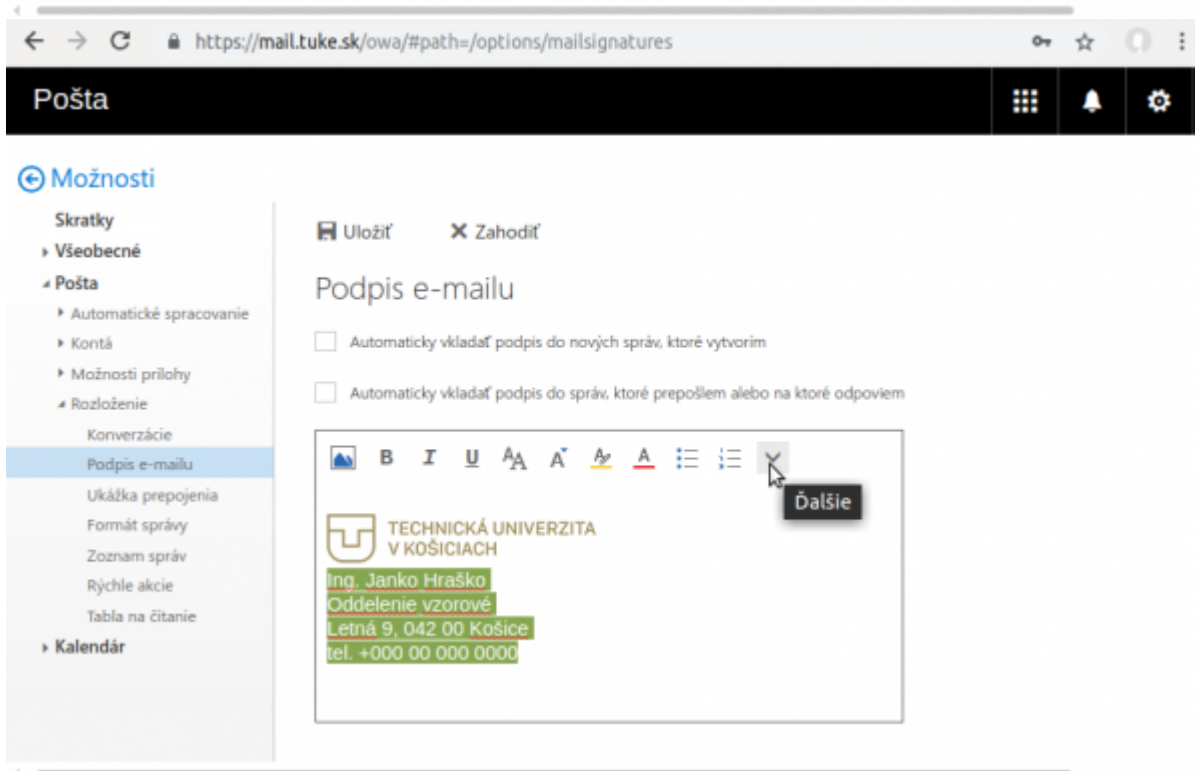 https://mail.tuke.sk/owa/#path=/options/mailsignatures
Pošta
Možnosti
Skratky
Všeobecné
Pošta
Automatické spracovanie
Kontá
Možnosti prílohy
Rozloženie
Konverzácie
Podpis e-mailu
Ukážka prepojenia
Formát správy
Zoznam správ
Rýchle akcie
Tabla na čítanie
Kalendár
Uložiť Zahodiť
Podpis e-mailu
Automaticky vkladať podpis do nových správ, ktoré vytvorím
Automaticky vkladať podpis do správ, ktoré prepošlem alebo na ktoré odpoviem
B I U AA A A A
Ďalšie
TECHNICKÁ UNIVERZITA
V KOŠICIACH
Ing. Janko Hraško
Oddelenie vzorové
Letná 9, 042 00 Košice
tel. +000 00 000 0000